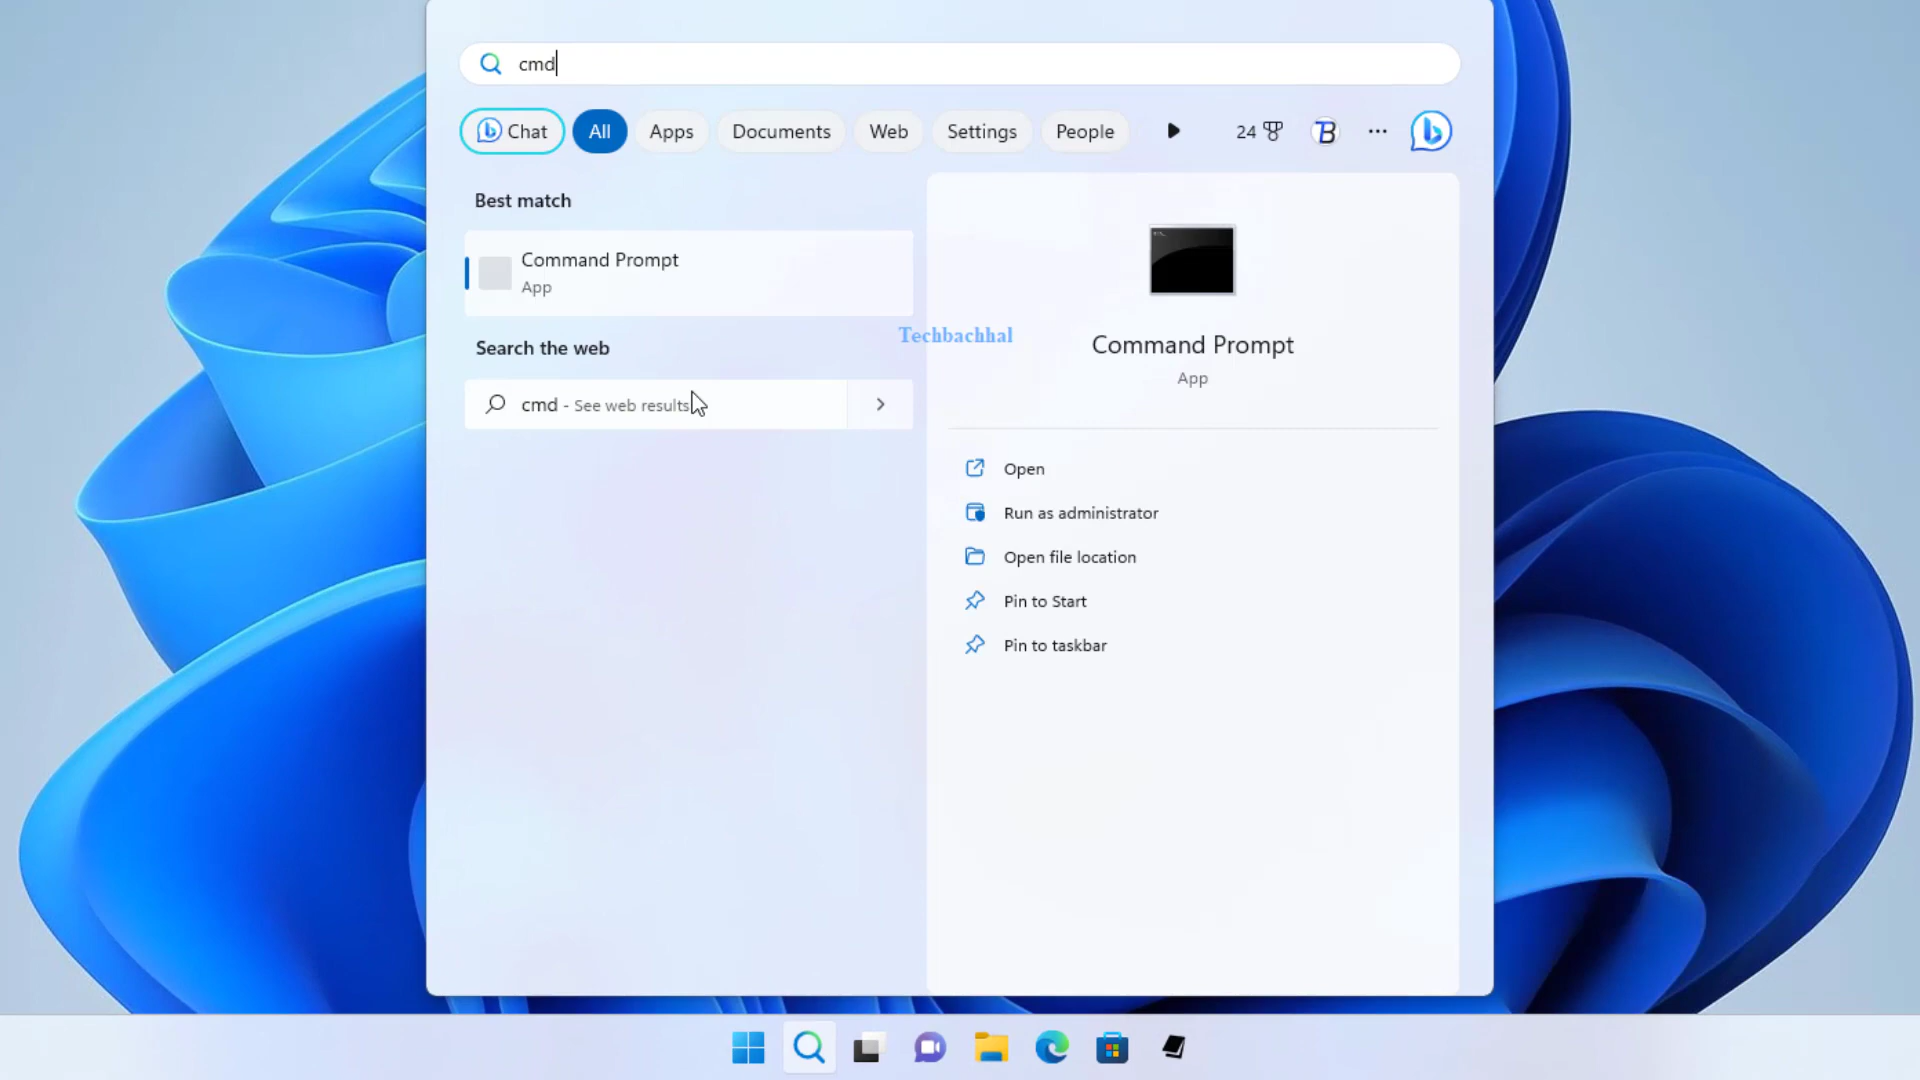 cmd
Chat
All
Apps
Documents
Web
Settings
People
24
Best match
Command Prompt
App
Search the web
cmd - See web results
Techbachhal
Command Prompt
App
Open
Run as administrator
Open file location
Pin to Start
Pin to taskbar